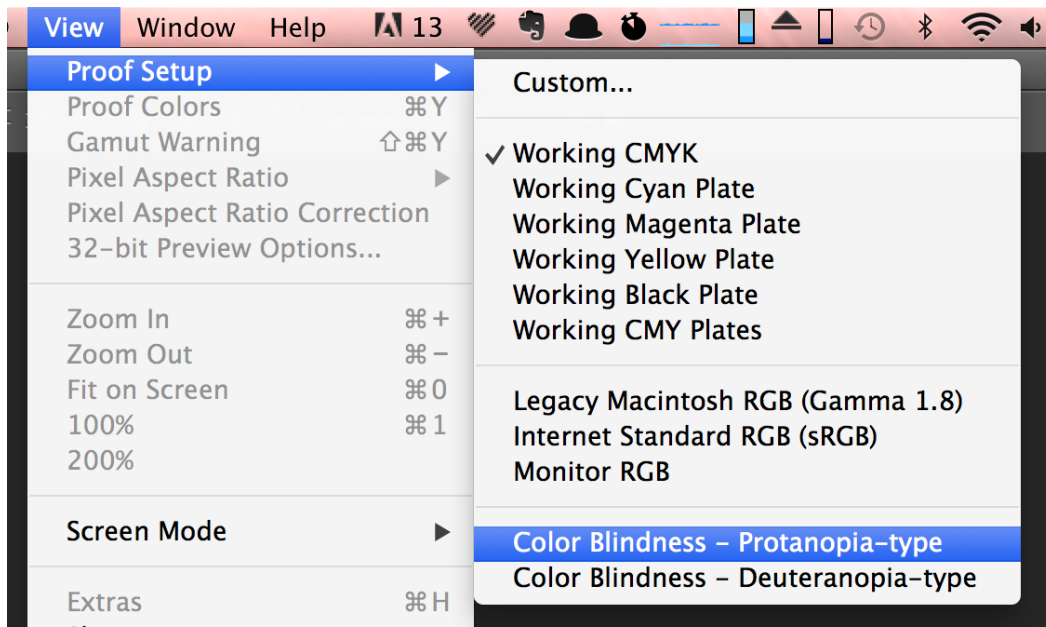 View Window Help 13
Proof Setup
Proof Colors ⌘Y
Gamut Warning ⇧⌘Y
Pixel Aspect Ratio
Pixel Aspect Ratio Correction
32-bit Preview Options...
Zoom In ⌘+
Zoom Out ⌘−
Fit on Screen ⌘0
100% ⌘1
200%
Screen Mode
Extras ⌘H
Custom...
✓ Working CMYK
Working Cyan Plate
Working Magenta Plate
Working Yellow Plate
Working Black Plate
Working CMY Plates
Legacy Macintosh RGB (Gamma 1.8)
Internet Standard RGB (sRGB)
Monitor RGB
Color Blindness – Protanopia-type
Color Blindness – Deuteranopia-type